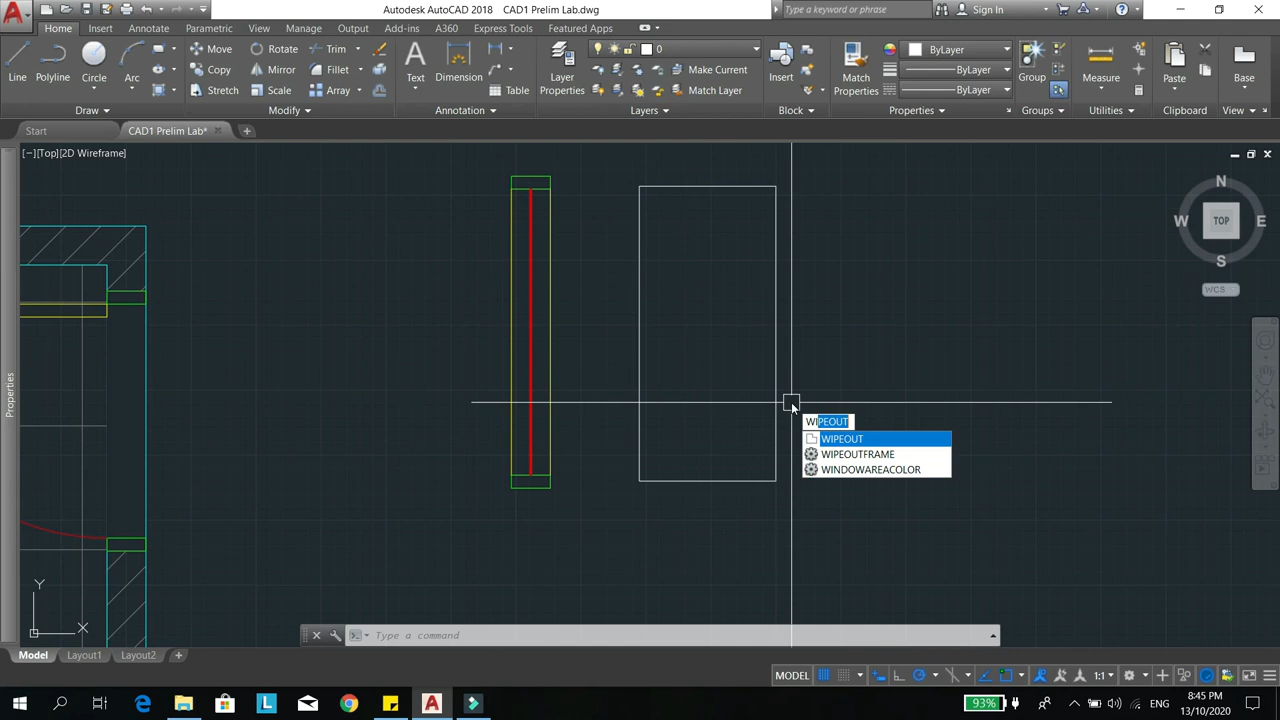 Autodesk AutoCAD 2018 CAD1 Prelim Lab.dwg
Type a keyword or phrase
Sign In
Home Insert Annotate Parametric View Manage Output Add-ins A360 Express Tools Featured Apps
Line
Polyline
Circle
Arc
Move Rotate Trim
Copy Mirror Fillet
Stretch Scale Array
Text
Dimension
Table
Layer
Properties
0
Make Current
Match Layer
Insert
Match
Properties
ByLayer
ByLayer
ByLayer
Group
Measure
Paste
Base
Draw Modify Annotation Layers Block Properties Groups Utilities Clipboard View
Start CAD1 Prelim Lab*
[−][Top][2D Wireframe]
N
W TOP E
S
WCS
Properties
WIPEOUT
WIPEOUT
WIPEOUTFRAME
WINDOWAREACOLOR
Y
X
Type a command
Model Layout1 Layout2
MODEL 1:1
93% ENG 8:45 PM
13/10/2020